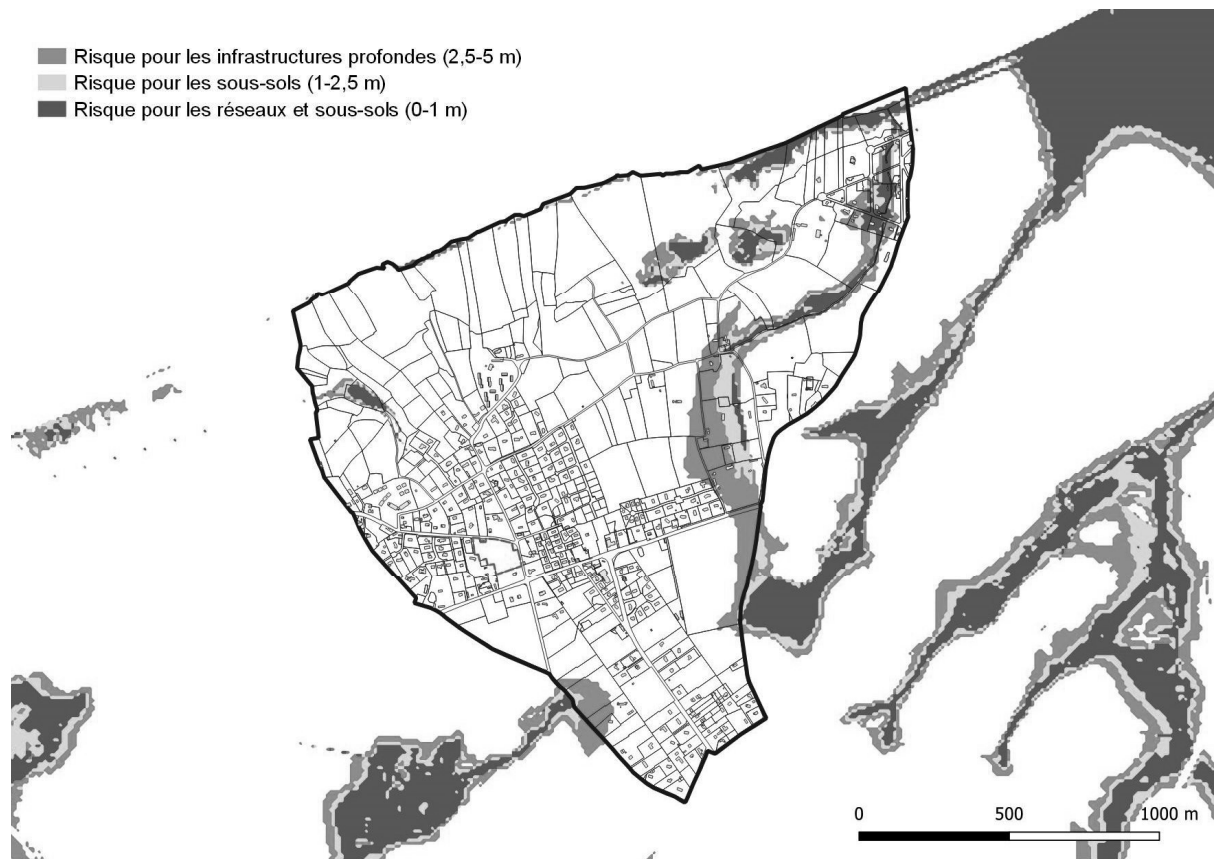 Risque pour les infrastructures profondes (2,5-5 m)
Risque pour les sous-sols (1-2,5 m)
Risque pour les réseaux et sous-sols (0-1 m)
0 500 1000 m